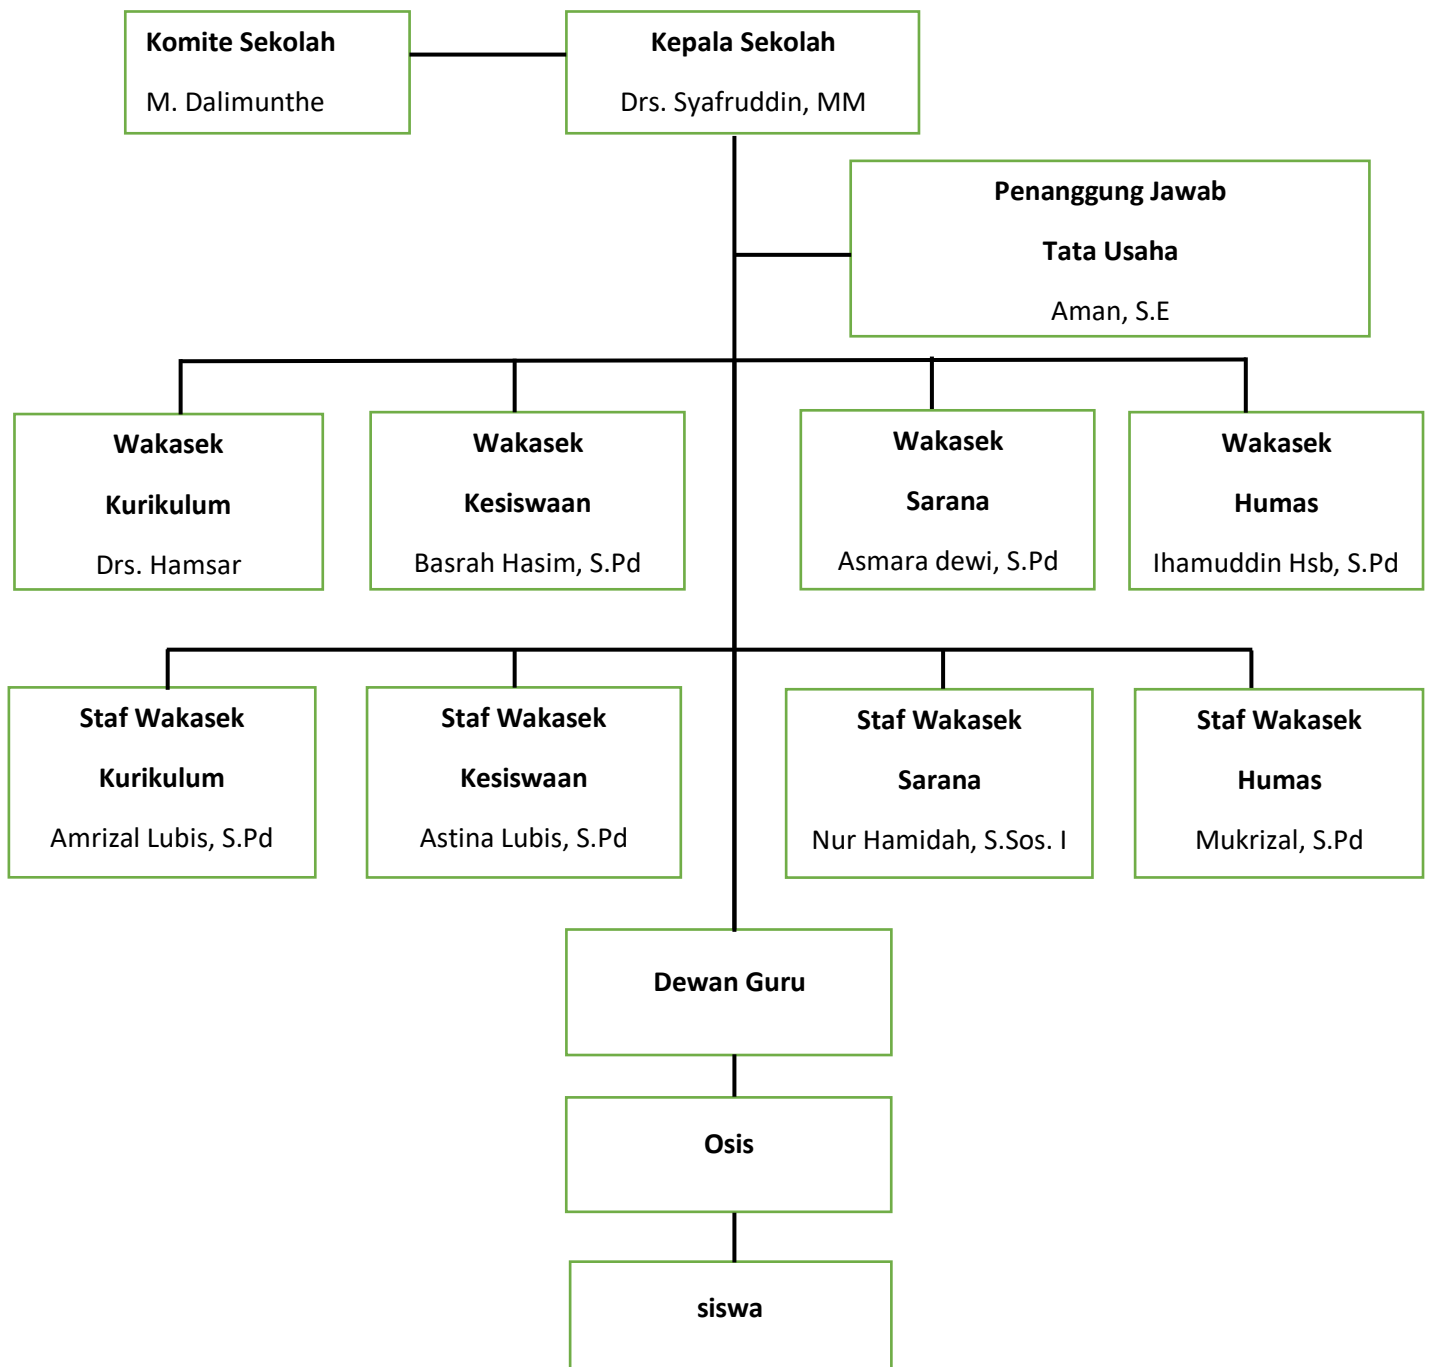 Komite Sekolah
M. Dalimunthe
Kepala Sekolah
Drs. Syafruddin, MM
Penanggung Jawab
Tata Usaha
Aman, S.E
Wakasek
Kurikulum
Drs. Hamsar
Wakasek
Kesiswaan
Basrah Hasim, S.Pd
Wakasek
Sarana
Asmara dewi, S.Pd
Wakasek
Humas
Ihamuddin Hsb, S.Pd
Staf Wakasek
Kurikulum
Amrizal Lubis, S.Pd
Staf Wakasek
Kesiswaan
Astina Lubis, S.Pd
Staf Wakasek
Sarana
Nur Hamidah, S.Sos. I
Staf Wakasek
Humas
Mukrizal, S.Pd
Dewan Guru
Osis
siswa